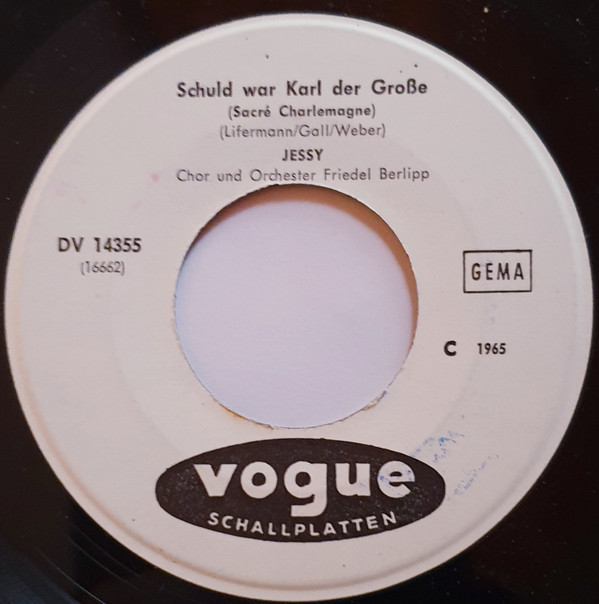 Schuld war Karl der Große
(Sacré Charlemagne)
(Lifermann/Gall/Weber)
JESSY
Chor und Orchester Friedel Berlipp
DV 14355
(16662)
GEMA
C 1965
vogue
SCHALLPLATTEN